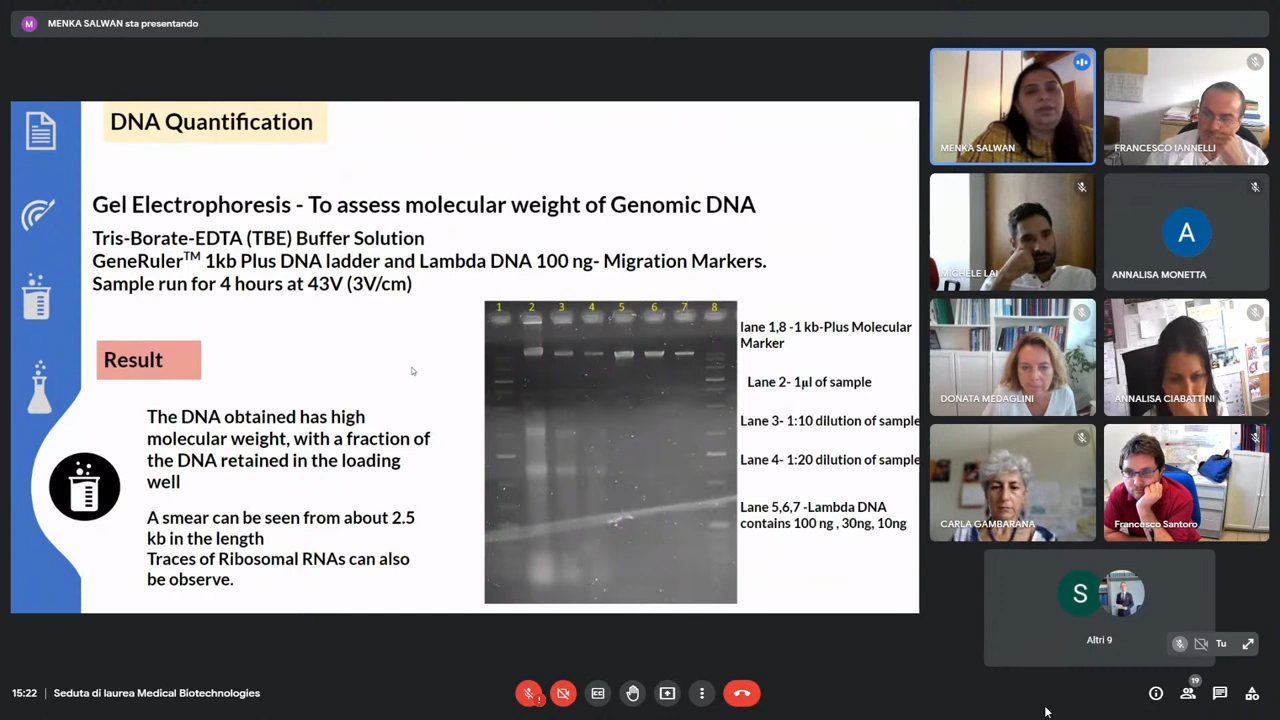 M
MENKA SALWAN sta presentando
DNA Quantification
Gel Electrophoresis - To assess molecular weight of Genomic DNA
Tris-Borate-EDTA (TBE) Buffer Solution
GeneRuler™ 1kb Plus DNA ladder and Lambda DNA 100 ng- Migration Markers.
Sample run for 4 hours at 43V (3V/cm)
Result
The DNA obtained has high
molecular weight, with a fraction of
the DNA retained in the loading
well
A smear can be seen from about 2.5
kb in the length
Traces of Ribosomal RNAs can also
be observe.
1 2 3 4 5 6 7 8
lane 1,8 -1 kb-Plus Molecular
Marker
Lane 2- 1µl of sample
Lane 3- 1:10 dilution of sample
Lane 4- 1:20 dilution of sample
Lane 5,6,7 -Lambda DNA
contains 100 ng , 30ng, 10ng
MENKA SALWAN
FRANCESCO IANNELLI
MICHELE LAI
A
ANNALISA MONETTA
DONATA MEDAGLINI
ANNALISA CIABATTINI
CARLA GAMBARANA
Francesco Santoro
S
Altri 9
Tu
15:22
Seduta di laurea Medical Biotechnologies
19